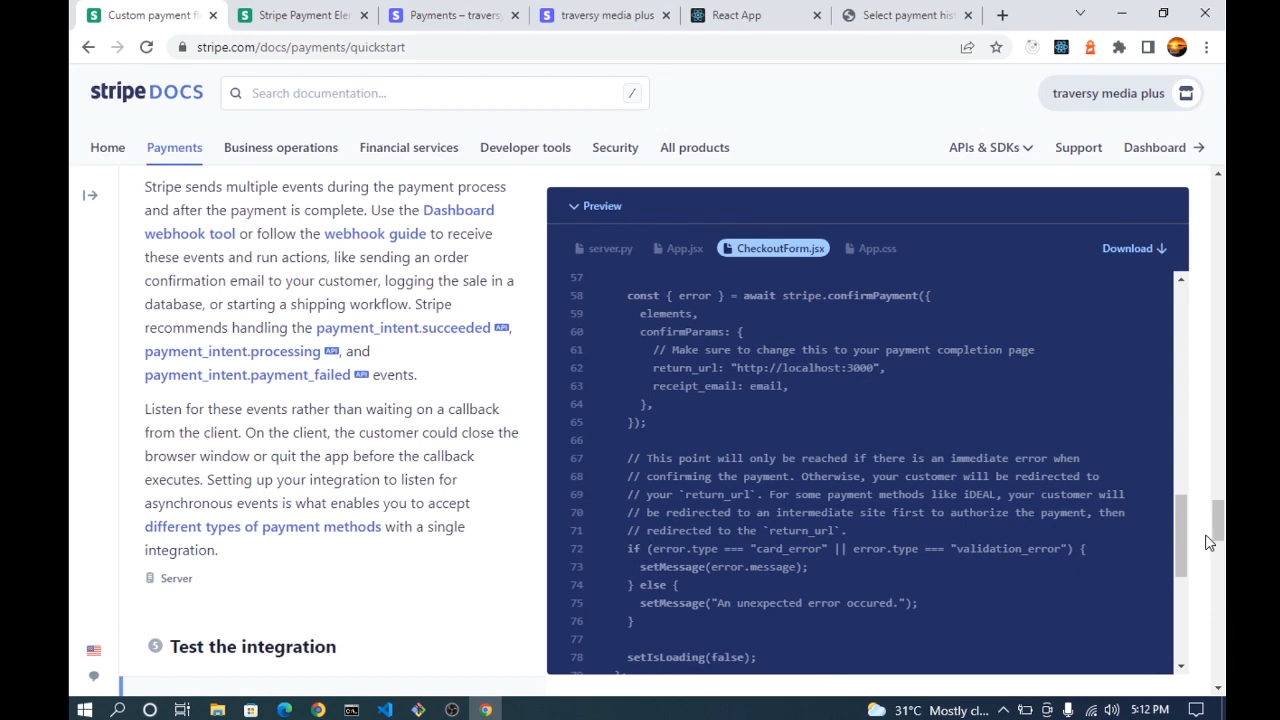 Custom payment fl
Stripe Payment Ele
Payments – travers
traversy media plus
React App
Select payment hist
stripe.com/docs/payments/quickstart
stripe DOCS
Search documentation...
/
traversy media plus
Home
Payments
Business operations
Financial services
Developer tools
Security
All products
APIs & SDKs
Support
Dashboard →
Stripe sends multiple events during the payment process
and after the payment is complete. Use the Dashboard
webhook tool or follow the webhook guide to receive
these events and run actions, like sending an order
confirmation email to your customer, logging the sale in a
database, or starting a shipping workflow. Stripe
recommends handling the payment_intent.succeeded API,
payment_intent.processing API, and
payment_intent.payment_failed API events.
Listen for these events rather than waiting on a callback
from the client. On the client, the customer could close the
browser window or quit the app before the callback
executes. Setting up your integration to listen for
asynchronous events is what enables you to accept
different types of payment methods with a single
integration.
Server
5 Test the integration
Preview
server.py
App.jsx
CheckoutForm.jsx
App.css
Download ↓
57
58 const { error } = await stripe.confirmPayment({
59 elements,
60 confirmParams: {
61 // Make sure to change this to your payment completion page
62 return_url: "http://localhost:3000",
63 receipt_email: email,
64 },
65 });
66
67 // This point will only be reached if there is an immediate error when
68 // confirming the payment. Otherwise, your customer will be redirected to
69 // your `return_url`. For some payment methods like iDEAL, your customer will
70 // be redirected to an intermediate site first to authorize the payment, then
71 // redirected to the `return_url`.
72 if (error.type === "card_error" || error.type === "validation_error") {
73 setMessage(error.message);
74 } else {
75 setMessage("An unexpected error occured.");
76 }
77
78 setIsLoading(false);
31°C Mostly cl...
5:12 PM